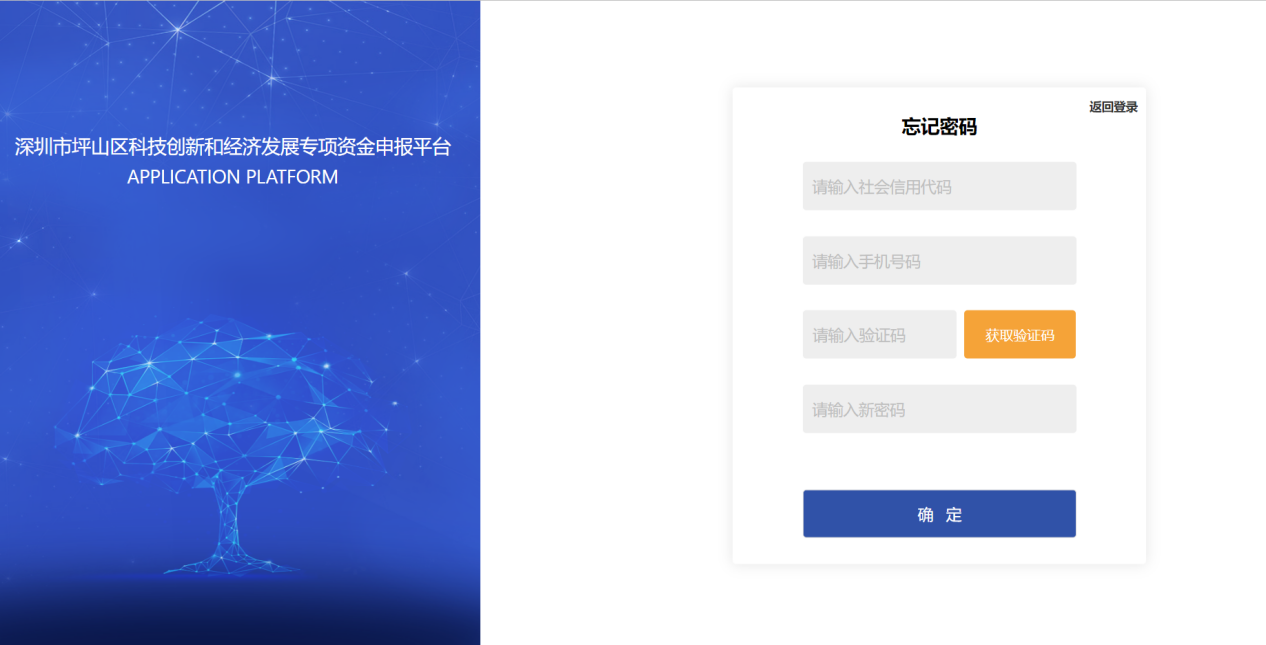 深圳市坪山区科技创新和经济发展专项资金申报平台
APPLICATION PLATFORM
返回登录
忘记密码
请输入社会信用代码
请输入手机号码
请输入验证码 获取验证码
请输入新密码
确 定